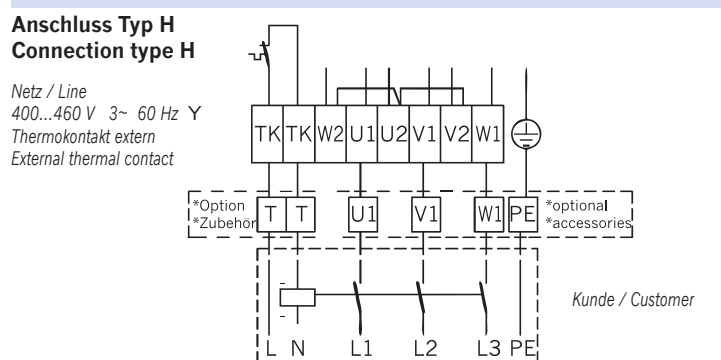 Anschluss Typ H
Connection type H
Netz / Line
400...460 V 3~ 60 Hz Y
Thermokontakt extern
External thermal contact
TK TK W2 U1 U2 V1 V2 W1
*Option
*Zubehör
T T U1 V1 W1 PE
*optional
*accessories
Kunde / Customer
L N L1 L2 L3 PE